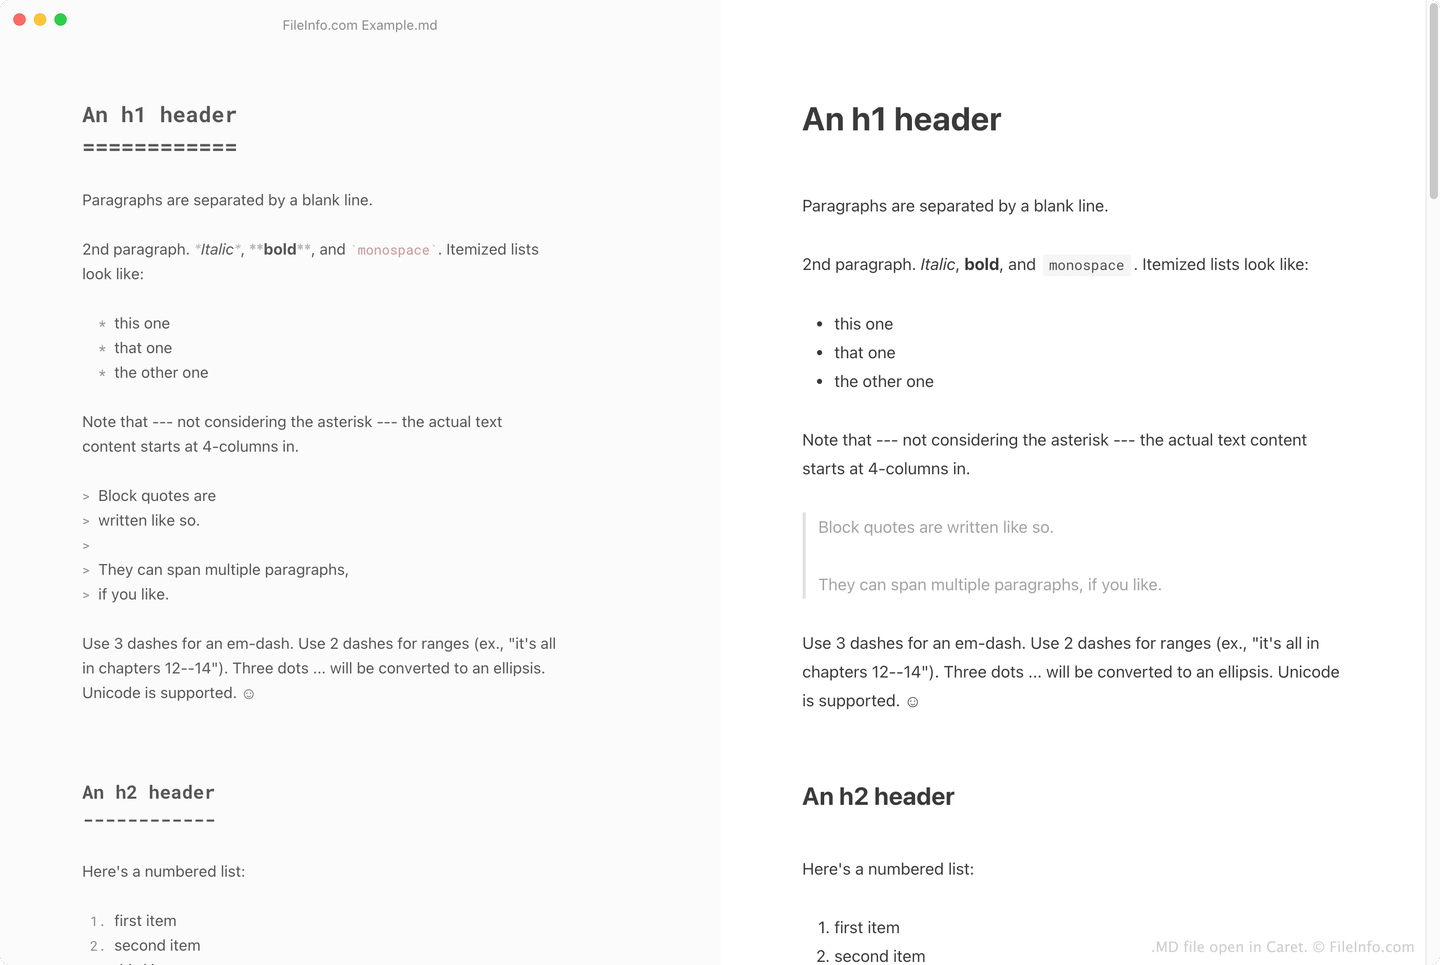 FileInfo.com Example.md
An h1 header
============
Paragraphs are separated by a blank line.
2nd paragraph. *Italic*, **bold**, and `monospace`. Itemized lists
look like:
* this one
* that one
* the other one
Note that --- not considering the asterisk --- the actual text
content starts at 4-columns in.
> Block quotes are
> written like so.
>
> They can span multiple paragraphs,
> if you like.
Use 3 dashes for an em-dash. Use 2 dashes for ranges (ex., "it's all
in chapters 12--14"). Three dots ... will be converted to an ellipsis.
Unicode is supported. ☺
An h2 header
------------
Here's a numbered list:
1. first item
2. second item
An h1 header
Paragraphs are separated by a blank line.
2nd paragraph. Italic, bold, and monospace. Itemized lists look like:
• this one
• that one
• the other one
Note that --- not considering the asterisk --- the actual text content
starts at 4-columns in.
Block quotes are written like so.
They can span multiple paragraphs, if you like.
Use 3 dashes for an em-dash. Use 2 dashes for ranges (ex., "it's all in
chapters 12--14"). Three dots ... will be converted to an ellipsis. Unicode
is supported. ☺
An h2 header
Here's a numbered list:
1. first item
2. second item
.MD file open in Caret. © FileInfo.com